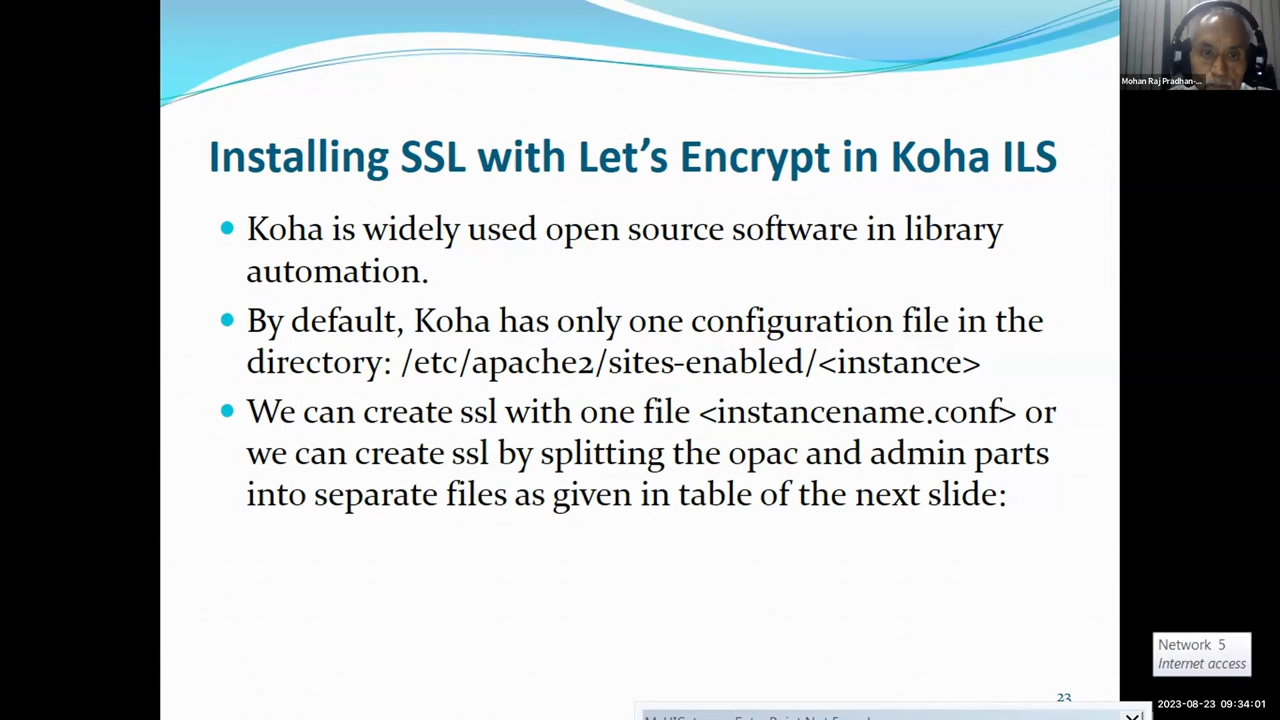 Mohan Raj Pradhan-...
Installing SSL with Let's Encrypt in Koha ILS
Koha is widely used open source software in library
automation.
By default, Koha has only one configuration file in the
directory: /etc/apache2/sites-enabled/<instance>
We can create ssl with one file <instancename.conf> or
we can create ssl by splitting the opac and admin parts
into separate files as given in table of the next slide:
Network 5
Internet access
23
2023-08-23 09:34:01